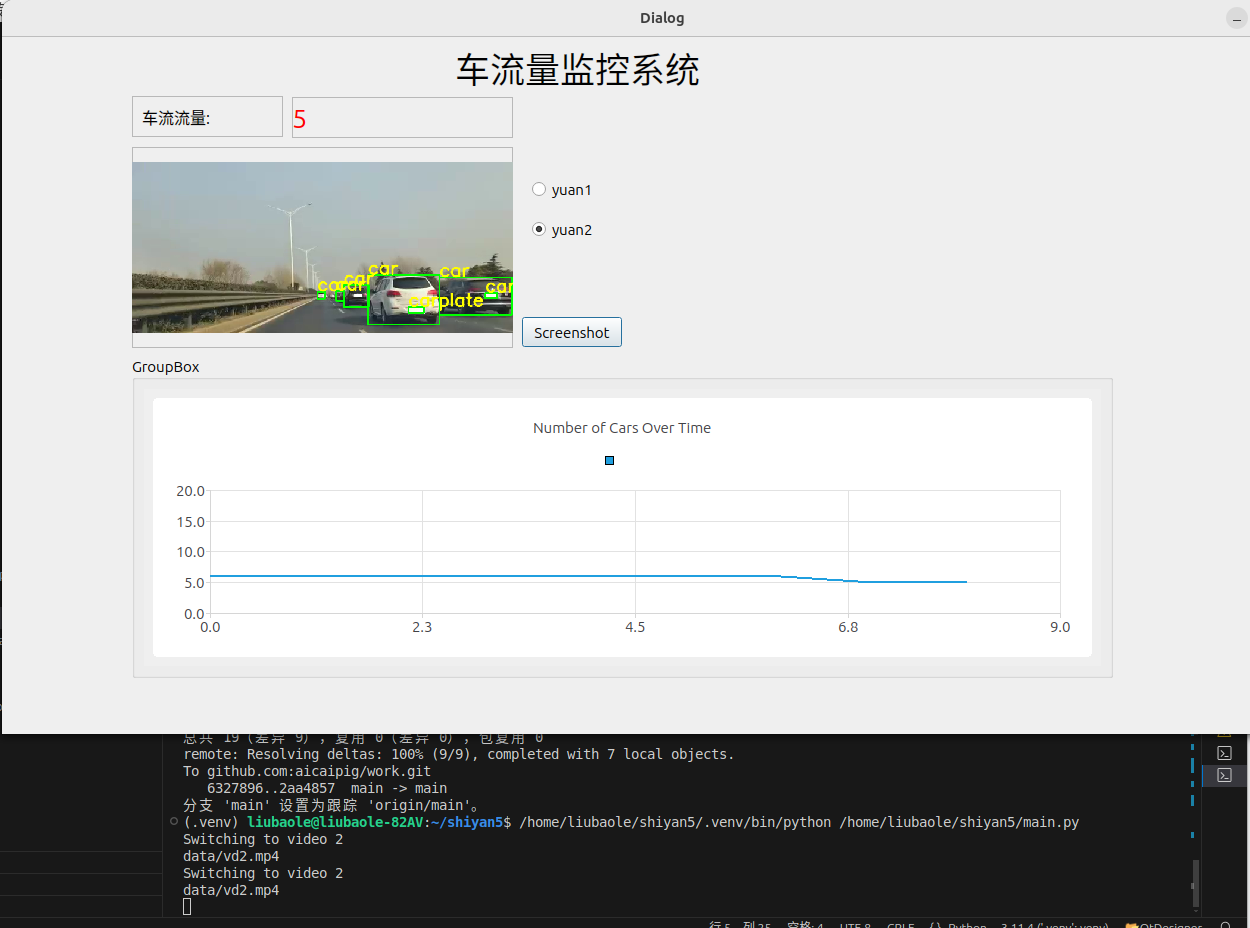 Dialog
车流量监控系统
车流流量:
5
yuan1
yuan2
car
car
car
car
carplate
Screenshot
GroupBox
Number of Cars Over Time
20.0
15.0
10.0
5.0
0.0
0.0 2.3 4.5 6.8 9.0
总共 19（差异 9），复用 0（差异 0），包复用 0
remote: Resolving deltas: 100% (9/9), completed with 7 local objects.
To github.com:aicaipig/work.git
6327896..2aa4857 main -> main
分支 'main' 设置为跟踪 'origin/main'。
(.venv) liubaole@liubaole-82AV:~/shiyan5$ /home/liubaole/shiyan5/.venv/bin/python /home/liubaole/shiyan5/main.py
Switching to video 2
data/vd2.mp4
Switching to video 2
data/vd2.mp4
行 5, 列 25 空格: 4 UTF-8 CRLF {} Python 3.11.4 ('.venv': venv) QtDesigner